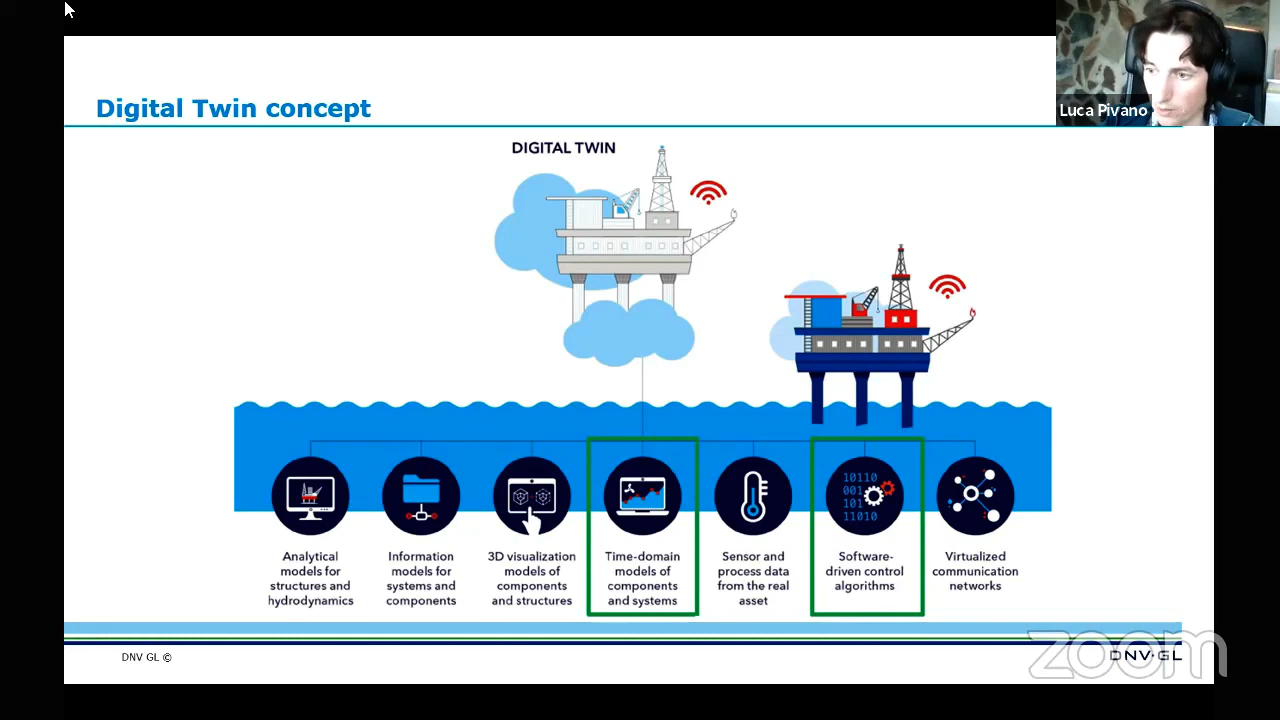 Luca Pivano
Digital Twin concept
DIGITAL TWIN
10110
001
101
11010
Analytical
models for
structures and
hydrodynamics
Information
models for
systems and
components
3D visualization
models of
components
and structures
Time-domain
models of
components
and systems
Sensor and
process data
from the real
asset
Software-
driven control
algorithms
Virtualized
communication
networks
DNV GL ©
DNV·GL
zoom